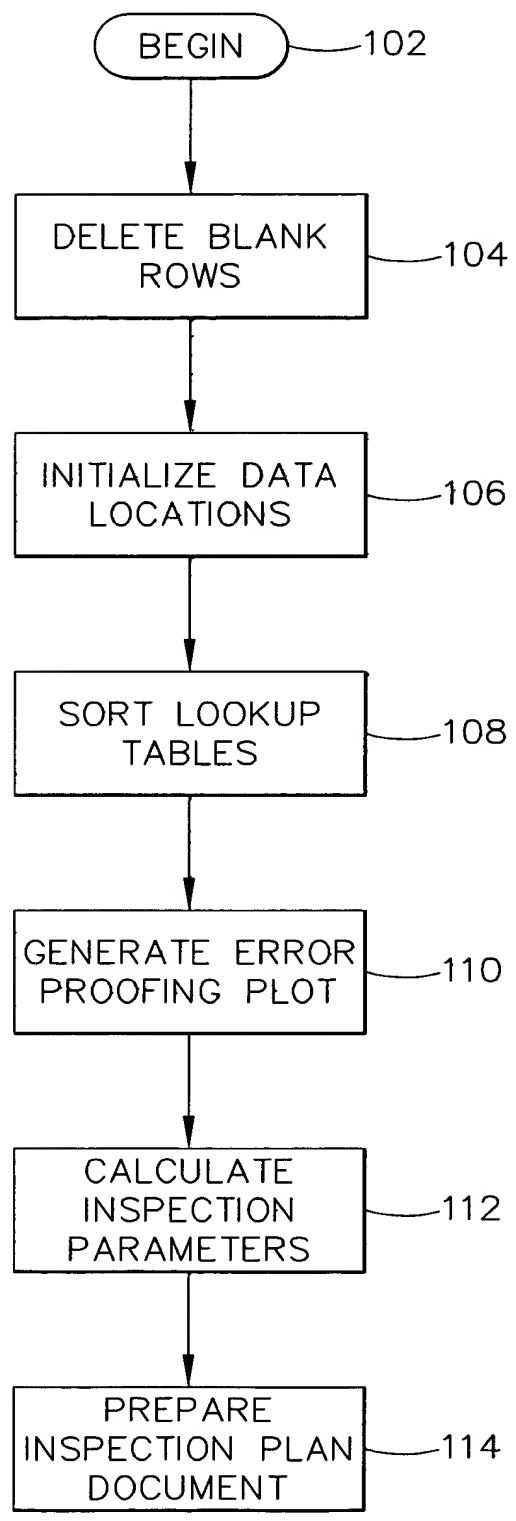 BEGIN
102
DELETE BLANK
ROWS
104
INITIALIZE DATA
LOCATIONS
106
SORT LOOKUP
TABLES
108
GENERATE ERROR
PROOFING PLOT
110
CALCULATE
INSPECTION
PARAMETERS
112
PREPARE
INSPECTION PLAN
DOCUMENT
114